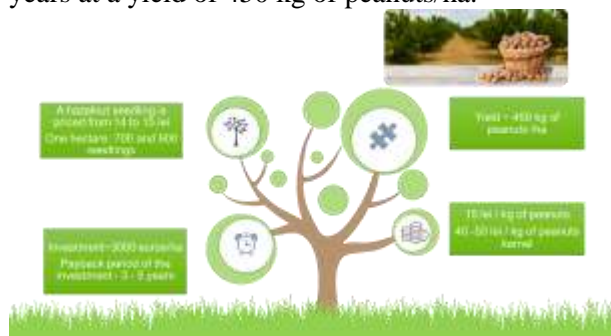 years at a yield of 450 kg of peanuts/ha.
A hazelnut seedling is
priced from 14 to 15 lei
One hectare: 700 and 800
seedlings
Yield = 450 kg of
peanuts /ha
Investment=3000 euros/ha
Payback period of the
investment - 3 - 5 years
15 lei / kg of peanuts
40 -50 lei / kg of peanuts
kernel